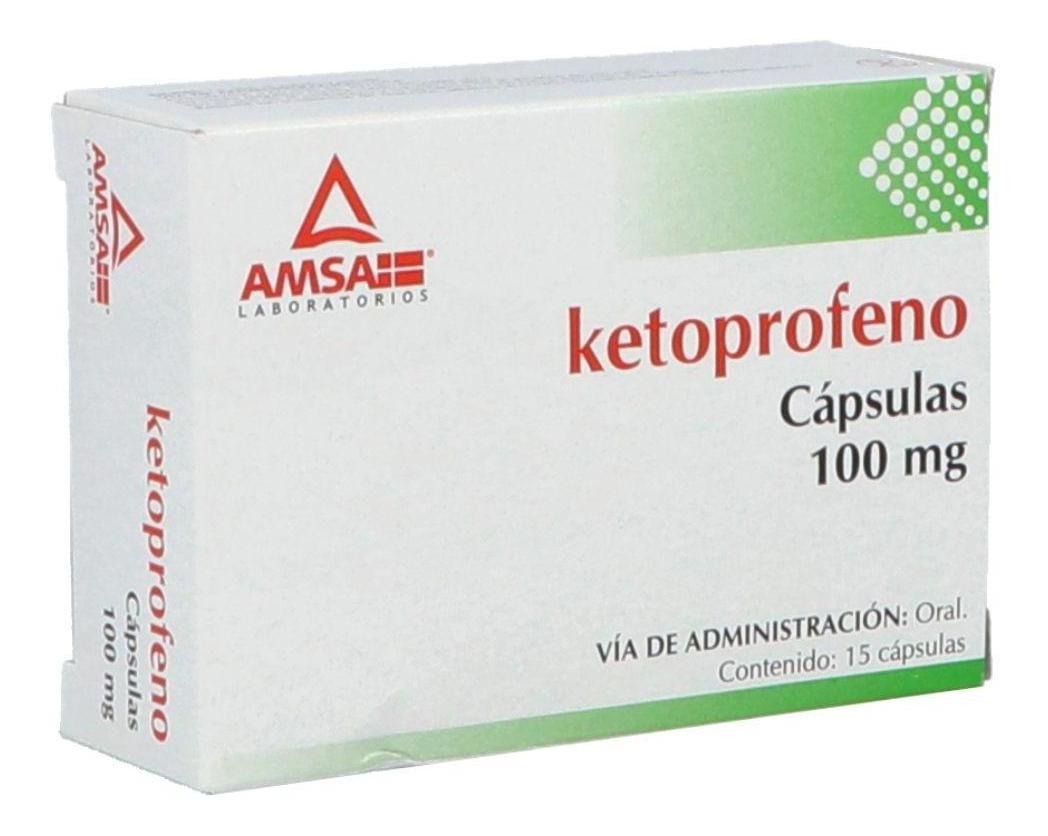 AMSA®
LABORATORIOS
ketoprofeno
Cápsulas
100 mg
VÍA DE ADMINISTRACIÓN: Oral.
Contenido: 15 cápsulas
AMSA
LABORATORIOS
ketoprofeno
Cápsulas
100 mg